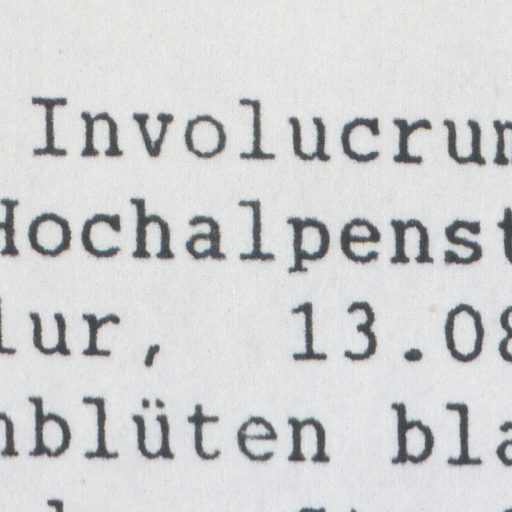 Involucrum
Hochalpenst
lur, 13.08
nblüten bla